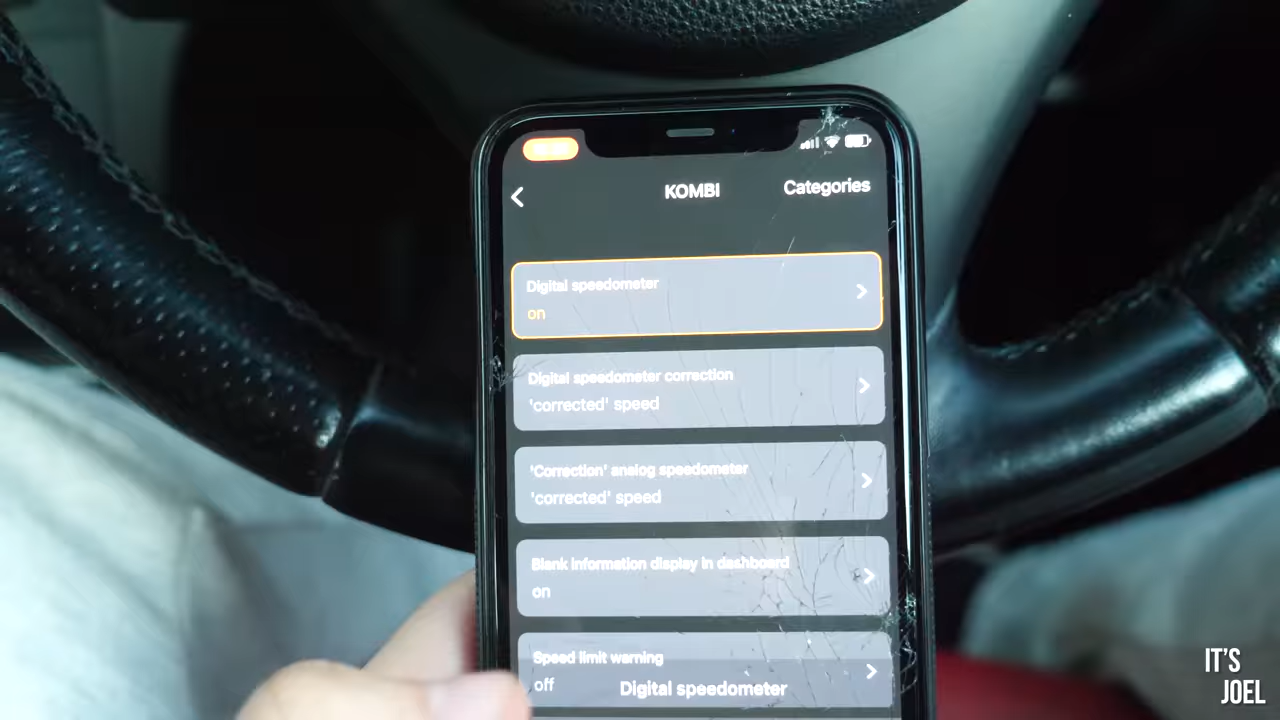 KOMBI
Categories
Digital speedometer
on
Digital speedometer correction
'corrected' speed
'Correction' analog speedometer
'corrected' speed
Blank information display in dashboard
on
Speed limit warning
off
Digital speedometer
IT'S
JOEL